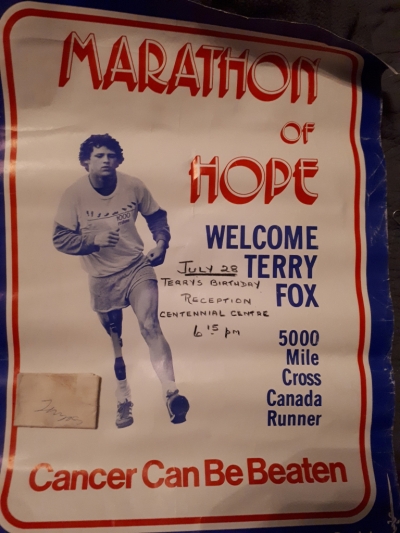 MARATHON
OF
HOPE
WELCOME
TERRY
FOX
JULY 28
TERRYS BIRTHDAY
RECEPTION
CENTENNIAL CENTRE
6 15 pm
5000
Mile
Cross
Canada
Runner
Cancer Can Be Beaten